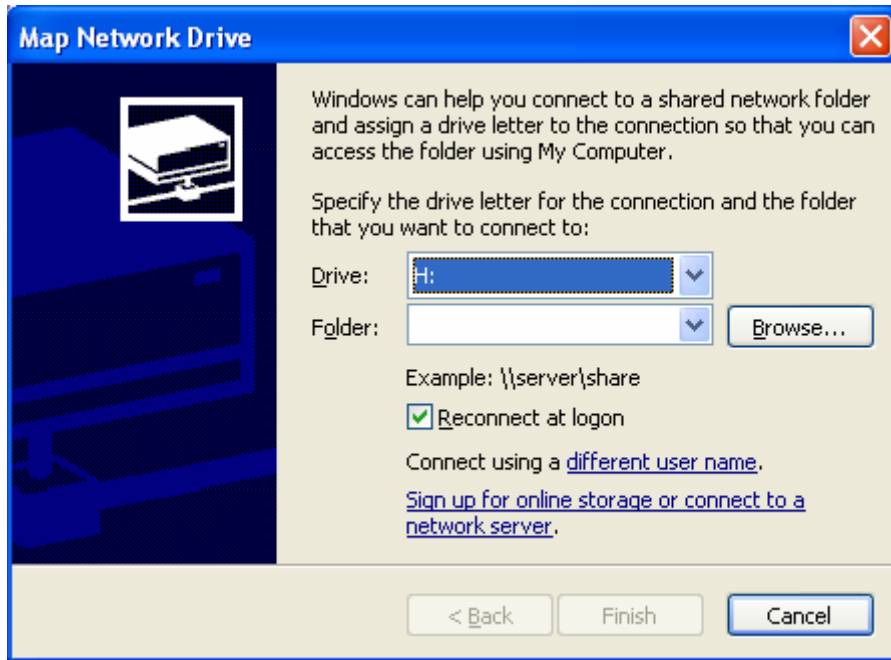 Map Network Drive
Windows can help you connect to a shared network folder
and assign a drive letter to the connection so that you can
access the folder using My Computer.
Specify the drive letter for the connection and the folder
that you want to connect to:
Drive: H:
Folder: Browse...
Example: \\server\share
Reconnect at logon
Connect using a different user name.
Sign up for online storage or connect to a
network server.
< Back Finish Cancel